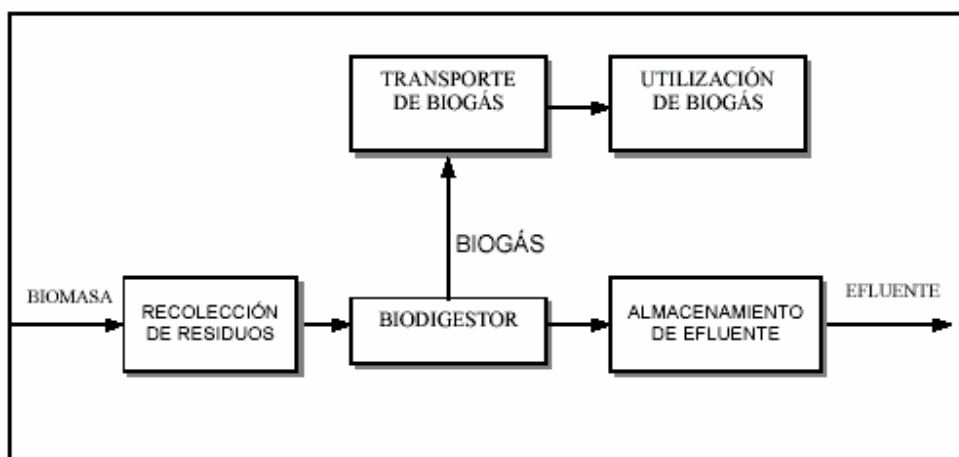 TRANSPORTE
DE BIOGÁS
UTILIZACIÓN
DE BIOGÁS
BIOGÁS
BIOMASA
RECOLECCIÓN
DE RESIDUOS
BIODIGESTOR
ALMACENAMIENTO
DE EFLUENTE
EFLUENTE